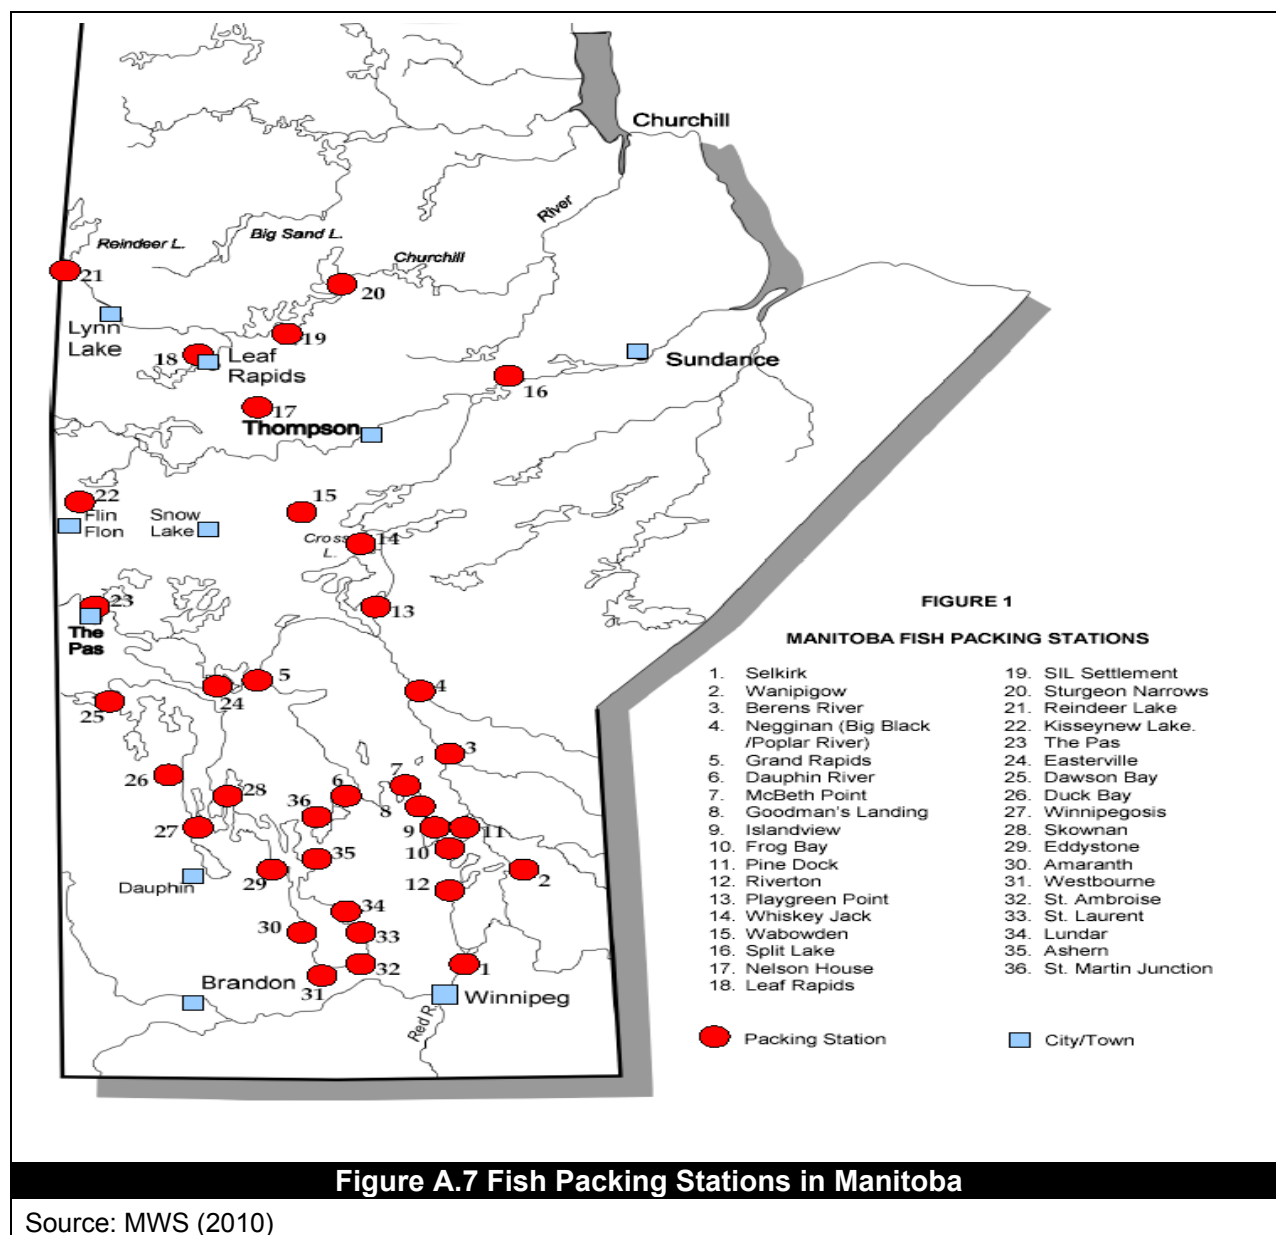 Churchill
River
Reindeer L.
Big Sand L.
Churchill
21
20
Lynn
Lake
19
18
Leaf
Rapids
Sundance
16
17
Thompson
22
Flin
Flon
Snow
Lake
15
Cross
L.
14
23
The
Pas
13
5
24
4
25
3
26
7
6
28
36
8
27
9
11
10
35
Dauphin
29
2
12
34
30
33
32
1
Brandon
31
Winnipeg
Red R.
FIGURE 1
MANITOBA FISH PACKING STATIONS
1. Selkirk
2. Wanipigow
3. Berens River
4. Negginan (Big Black
/Poplar River)
5. Grand Rapids
6. Dauphin River
7. McBeth Point
8. Goodman's Landing
9. Islandview
10. Frog Bay
11. Pine Dock
12. Riverton
13. Playgreen Point
14. Whiskey Jack
15. Wabowden
16. Split Lake
17. Nelson House
18. Leaf Rapids
19. SIL Settlement
20. Sturgeon Narrows
21. Reindeer Lake
22. Kisseynew Lake.
23 The Pas
24. Easterville
25. Dawson Bay
26. Duck Bay
27. Winnipegosis
28. Skownan
29. Eddystone
30. Amaranth
31. Westbourne
32. St. Ambroise
33. St. Laurent
34. Lundar
35. Ashern
36. St. Martin Junction
Packing Station
City/Town
Figure A.7 Fish Packing Stations in Manitoba
Source: MWS (2010)